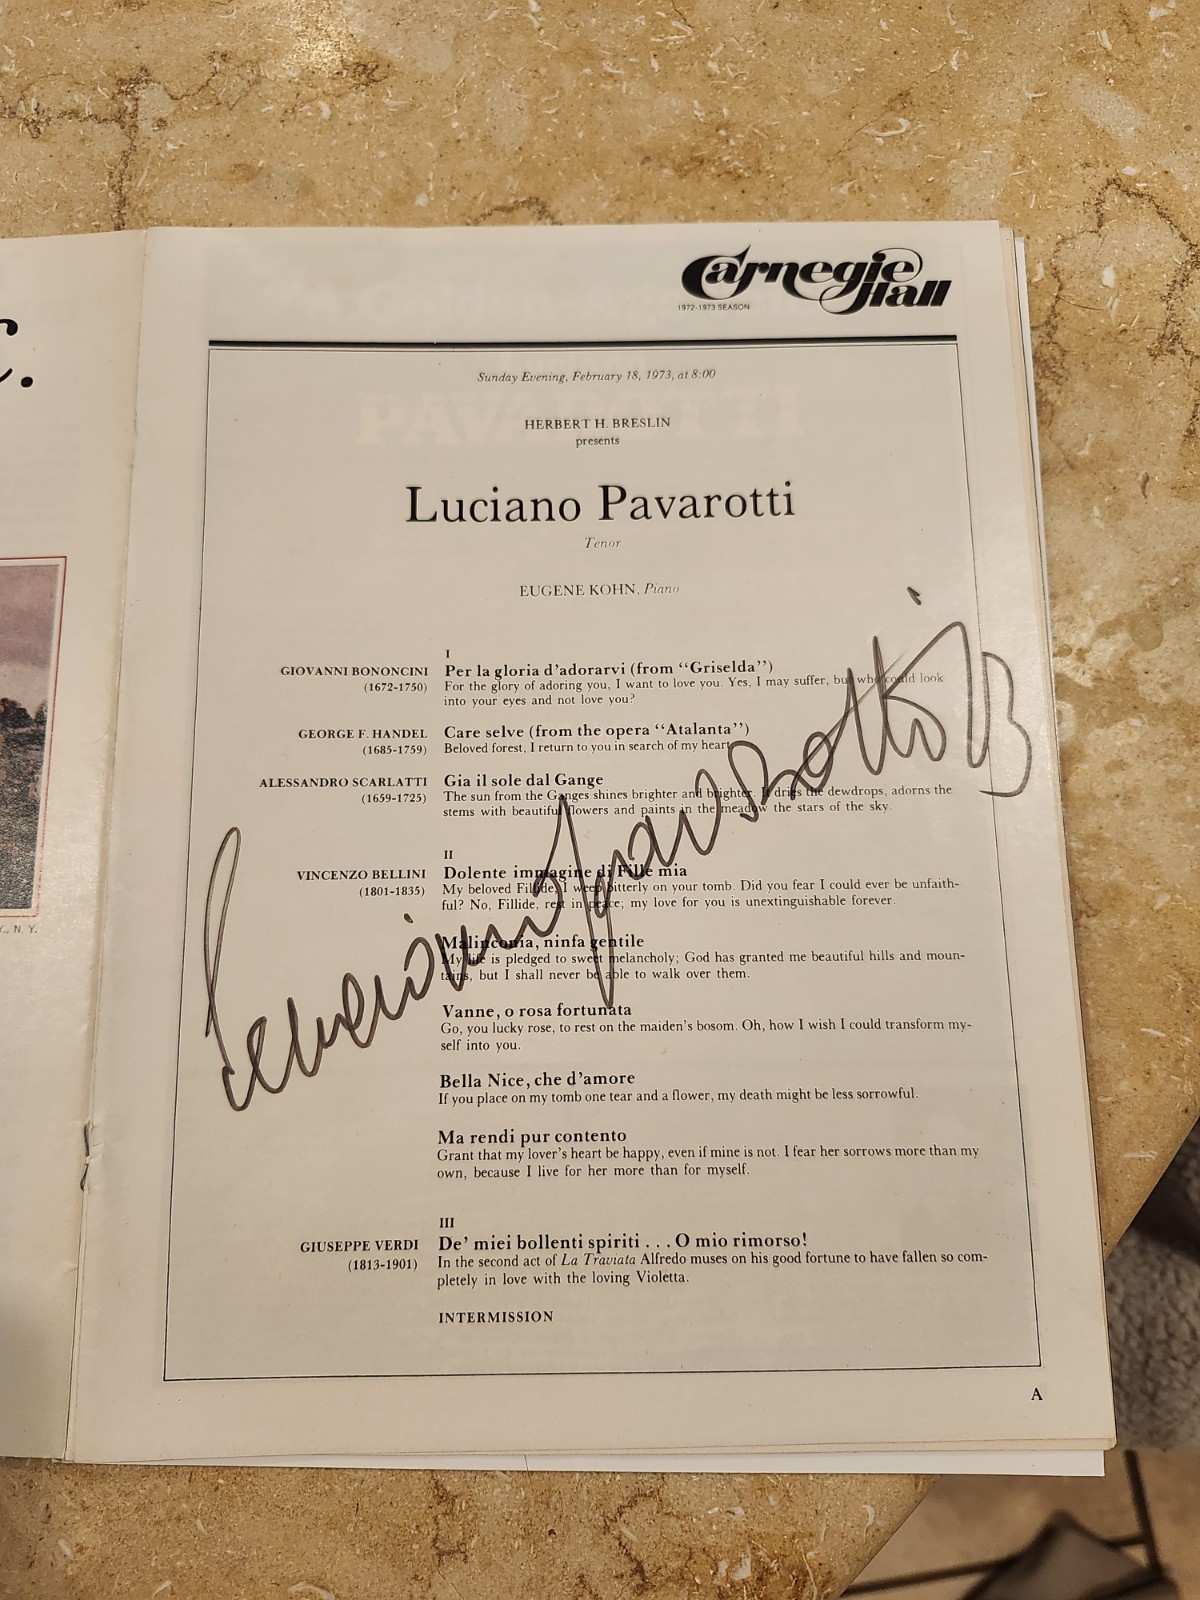 Carnegie Hall
1972-1973 SEASON
Sunday Evening, February 18, 1973, at 8:00
HERBERT H. BRESLIN
presents
PAVAROTTI
Luciano Pavarotti
Tenor
EUGENE KOHN, Piano
I
GIOVANNI BONONCINI
(1672-1750)
Per la gloria d'adorarvi (from “Griselda”)
For the glory of adoring you, I want to love you. Yes, I may suffer, but who could look
into your eyes and not love you?
GEORGE F. HANDEL
(1685-1759)
Care selve (from the opera “Atalanta”)
Beloved forest, I return to you in search of my heart
ALESSANDRO SCARLATTI
(1659-1725)
Gia il sole dal Gange
The sun from the Ganges shines brighter and brighter. It dries the dewdrops, adorns the
stems with beautiful flowers and paints in the meadow the stars of the sky.
II
VINCENZO BELLINI
(1801-1835)
Dolente immagine di Fille mia
My beloved Fillide, I weep bitterly on your tomb. Did you fear I could ever be unfaith-
ful? No, Fillide, rest in peace; my love for you is unextinguishable forever.
Malinconia, ninfa gentile
My life is pledged to sweet melancholy; God has granted me beautiful hills and moun-
tains, but I shall never be able to walk over them.
Vanne, o rosa fortunata
Go, you lucky rose, to rest on the maiden's bosom. Oh, how I wish I could transform my-
self into you.
Bella Nice, che d'amore
If you place on my tomb one tear and a flower, my death might be less sorrowful.
Ma rendi pur contento
Grant that my lover's heart be happy, even if mine is not. I fear her sorrows more than my
own, because I live for her more than for myself.
III
GIUSEPPE VERDI
(1813-1901)
De' miei bollenti spiriti . . . O mio rimorso!
In the second act of La Traviata Alfredo muses on his good fortune to have fallen so com-
pletely in love with the loving Violetta.
INTERMISSION
A
Luciano Pavarotti
N. Y.